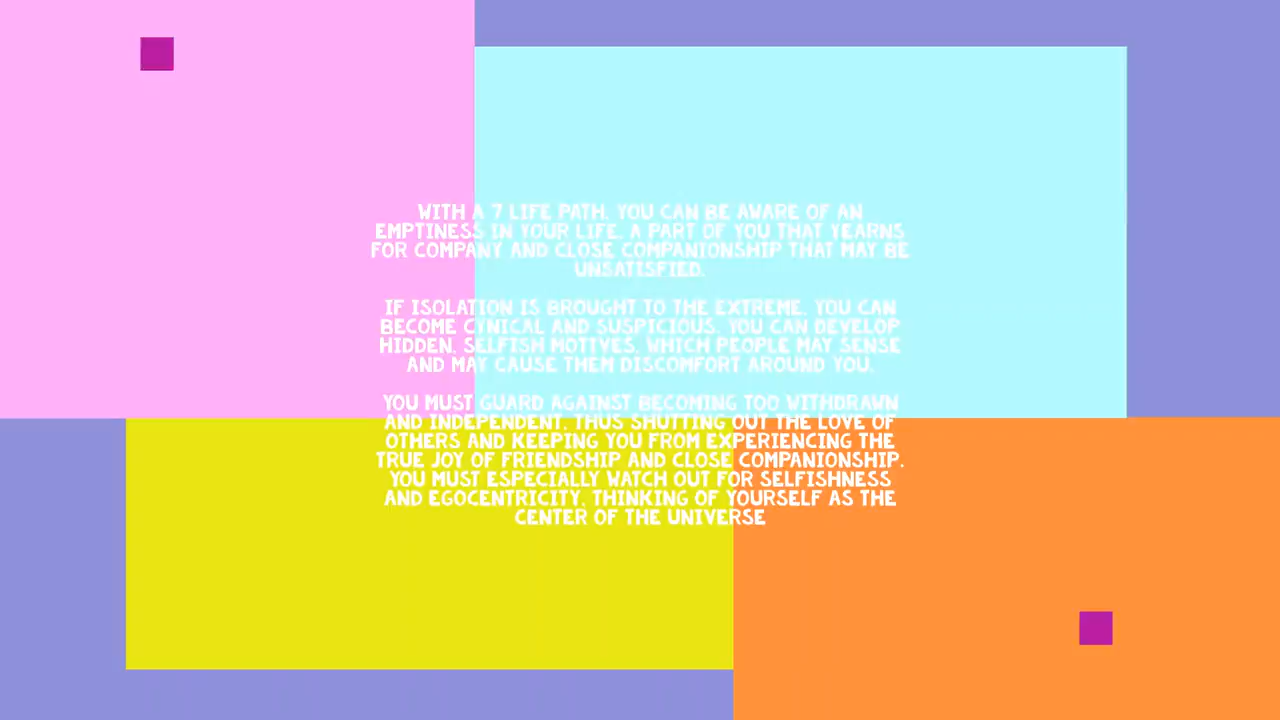 WITH A 7 LIFE PATH, YOU CAN BE AWARE OF AN
EMPTINESS IN YOUR LIFE, A PART OF YOU THAT YEARNS
FOR COMPANY AND CLOSE COMPANIONSHIP THAT MAY BE
UNSATISFIED.
IF ISOLATION IS BROUGHT TO THE EXTREME, YOU CAN
BECOME CYNICAL AND SUSPICIOUS. YOU CAN DEVELOP
HIDDEN, SELFISH MOTIVES, WHICH PEOPLE MAY SENSE
AND MAY CAUSE THEM DISCOMFORT AROUND YOU.
YOU MUST GUARD AGAINST BECOMING TOO WITHDRAWN
AND INDEPENDENT, THUS SHUTTING OUT THE LOVE OF
OTHERS AND KEEPING YOU FROM EXPERIENCING THE
TRUE JOY OF FRIENDSHIP AND CLOSE COMPANIONSHIP.
YOU MUST ESPECIALLY WATCH OUT FOR SELFISHNESS
AND EGOCENTRICITY, THINKING OF YOURSELF AS THE
CENTER OF THE UNIVERSE